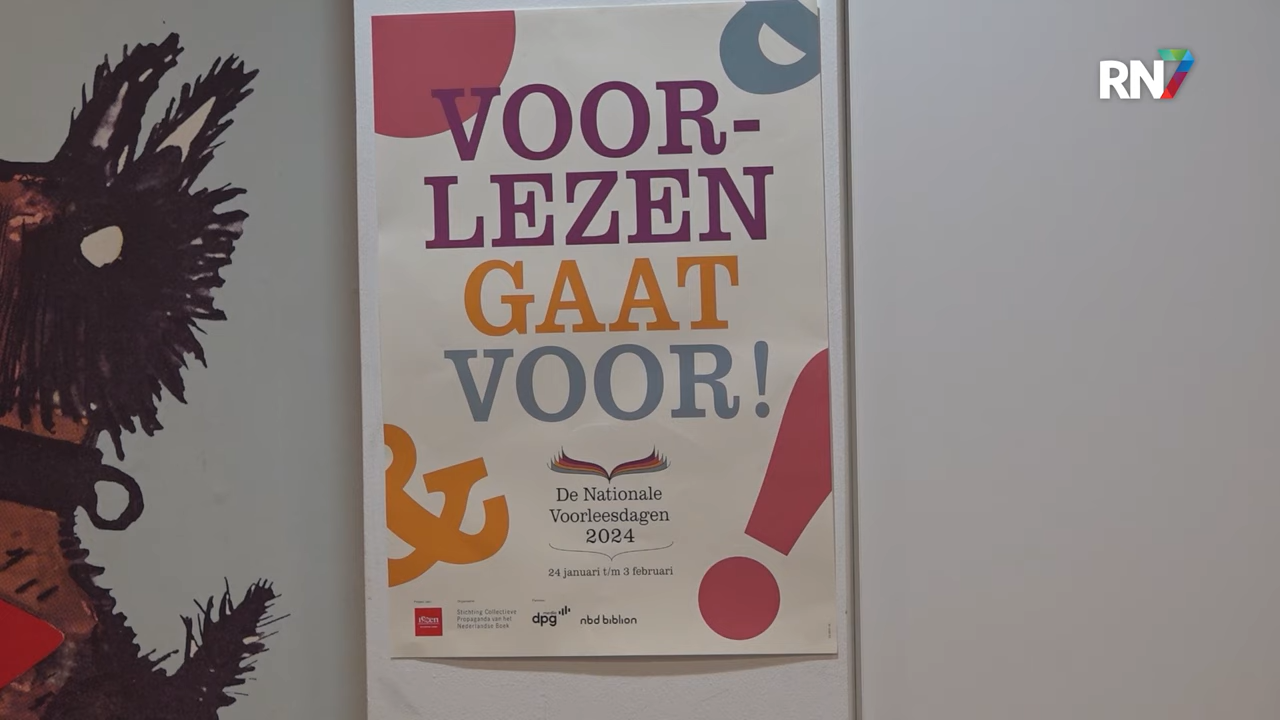 RN7
VOOR-
LEZEN
GAAT
VOOR!
&
De Nationale
Voorleesdagen
2024
24 januari t/m 3 februari
Stichting Collectieve
Propaganda van het
Nederlandse Boek
dpg media
nbd biblion